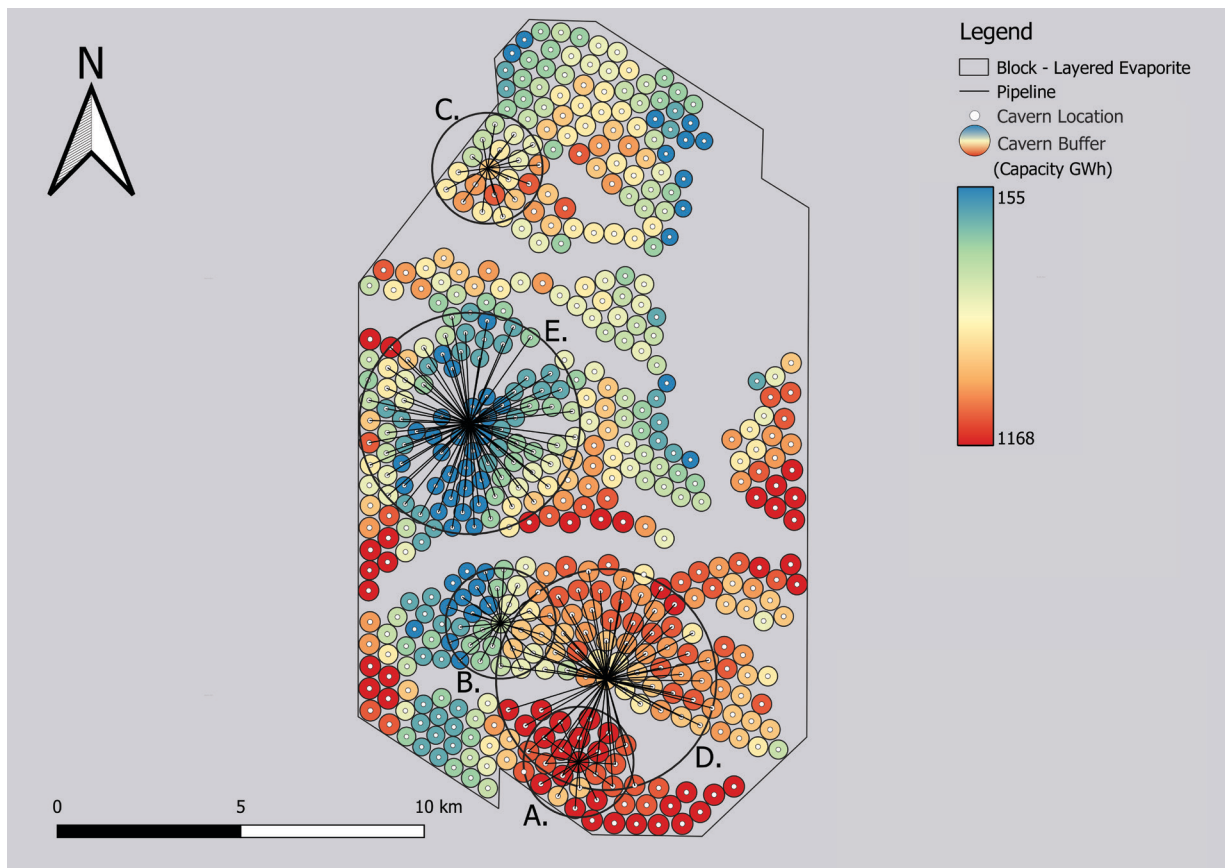 N
C.
E.
B.
D.
A.
0 5 10 km
Legend
Block - Layered Evaporite
Pipeline
Cavern Location
Cavern Buffer
(Capacity GWh)
155
1168